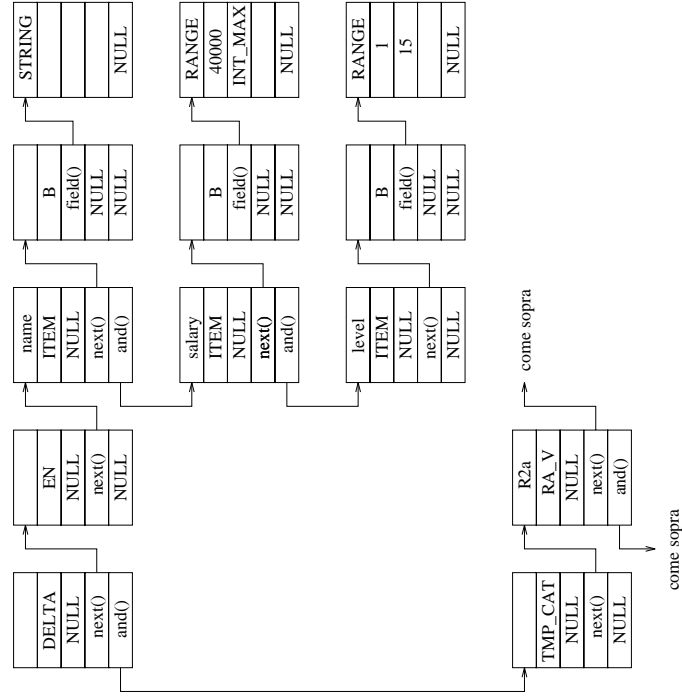 DELTA
NULL
next()
and()
EN
NULL
next()
NULL
name
ITEM
NULL
next()
and()
B
field()
NULL
NULL
STRING
NULL
salary
ITEM
NULL
next()
and()
B
field()
NULL
NULL
RANGE
40000
INT_MAX
NULL
level
ITEM
NULL
next()
NULL
B
field()
NULL
NULL
RANGE
1
15
NULL
TMP_CAT
NULL
next()
NULL
R2a
RA_V
NULL
next()
and()
come sopra
come sopra